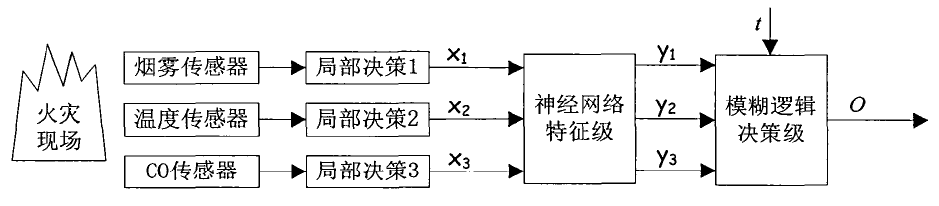 t
烟雾传感器 局部决策1 x1 y1
火灾
现场
温度传感器 局部决策2 x2 y2
神经网络
特征级
模糊逻辑
决策级
O
CO传感器 局部决策3 x3 y3